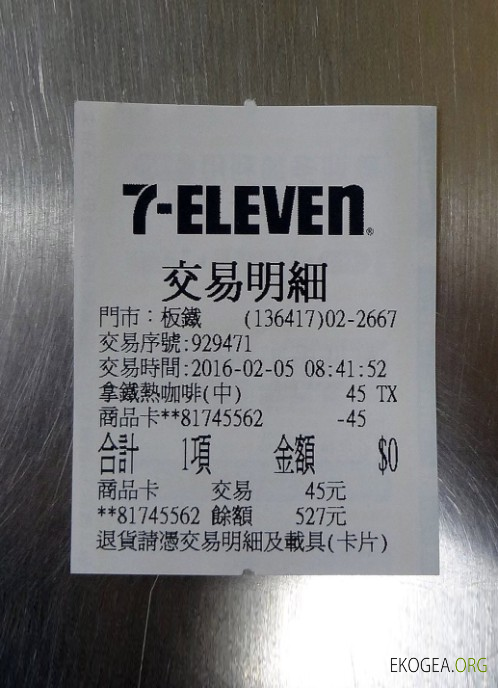 7-ELEVEn®
交易明細
門市：板鐵 (136417)02-2667
交易序號:929471
交易時間:2016-02-05 08:41:52
拿鐵熱咖啡(中) 45 TX
商品卡**81745562 -45
合計 1項 金額 $0
商品卡 交易 45元
**81745562 餘額 527元
退貨請憑交易明細及載具(卡片)
EKOGEA.ORG